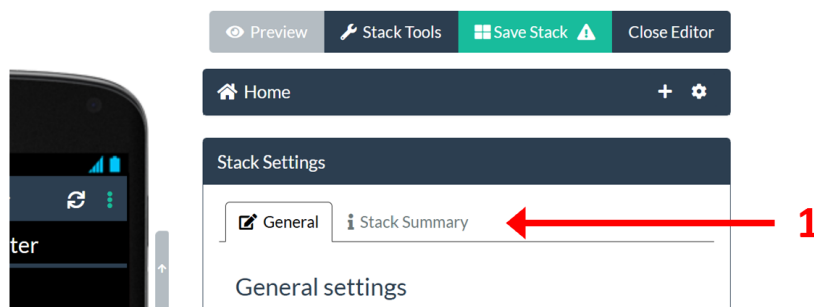 Preview Stack Tools Save Stack Close Editor
Home
Stack Settings
General Stack Summary
1
ter
General settings